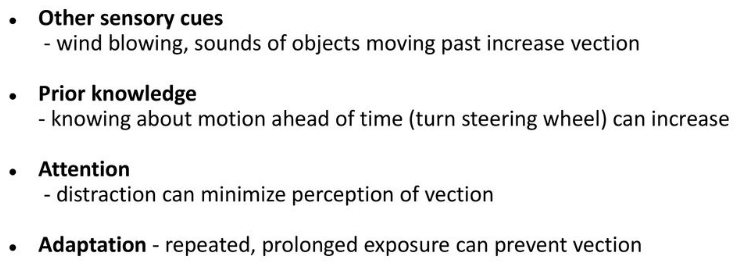 • Other sensory cues
- wind blowing, sounds of objects moving past increase vection
• Prior knowledge
- knowing about motion ahead of time (turn steering wheel) can increase
• Attention
- distraction can minimize perception of vection
• Adaptation - repeated, prolonged exposure can prevent vection